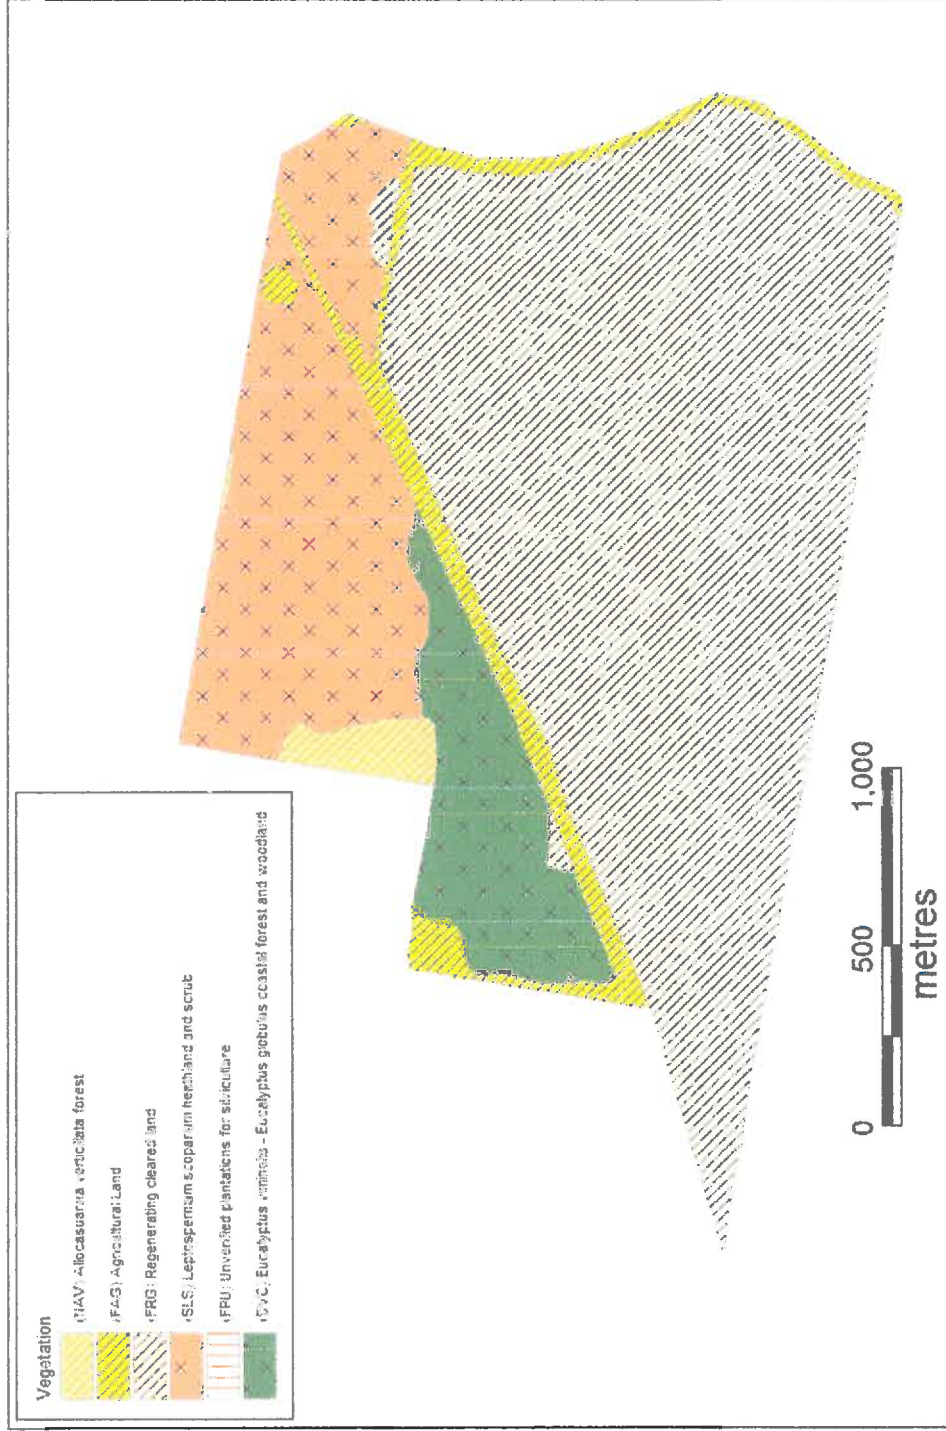 Vegetation
(NAV) Allocasuarina verticillata forest
(FAG) Agricultural Land
(FRG) Regenerating cleared land
(SLS) Leptospermum scoparium heathland and scrub
(FPU) Unverified plantations for silviculture
(DVC) Eucalyptus viminalis - Eucalyptus globulus coastal forest and woodland
0 500 1,000
metres